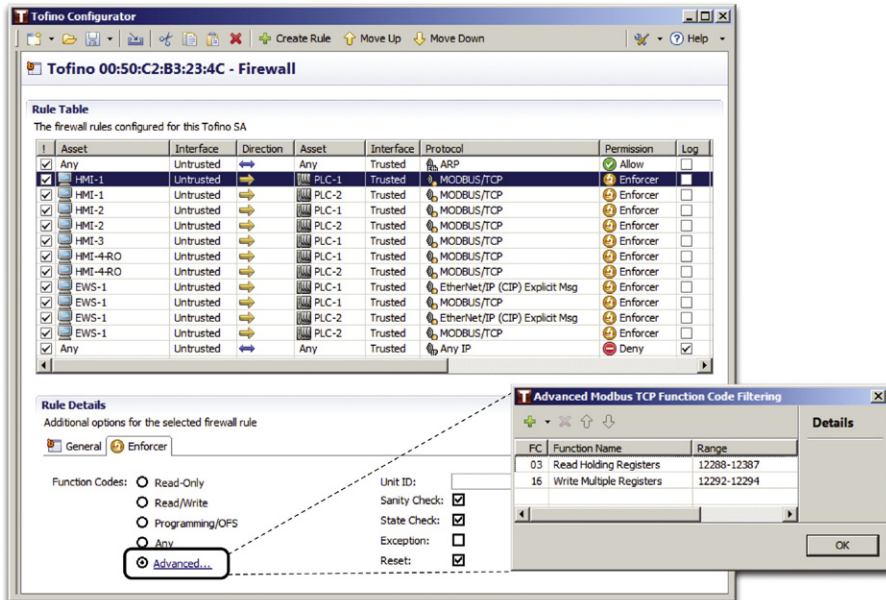 Tofino Configurator
Create Rule Move Up Move Down Help
Tofino 00:50:C2:B3:23:4C - Firewall
Rule Table
The firewall rules configured for this Tofino SA
! Asset Interface Direction Asset Interface Protocol Permission Log
Any Untrusted Any Trusted ARP Allow
HMI-1 Untrusted PLC-1 Trusted MODBUS/TCP Enforcer
HMI-1 Untrusted PLC-2 Trusted MODBUS/TCP Enforcer
HMI-2 Untrusted PLC-1 Trusted MODBUS/TCP Enforcer
HMI-2 Untrusted PLC-2 Trusted MODBUS/TCP Enforcer
HMI-3 Untrusted PLC-1 Trusted MODBUS/TCP Enforcer
HMI-4-RO Untrusted PLC-1 Trusted MODBUS/TCP Enforcer
HMI-4-RO Untrusted PLC-2 Trusted MODBUS/TCP Enforcer
EWS-1 Untrusted PLC-1 Trusted EtherNet/IP (CIP) Explicit Msg Enforcer
EWS-1 Untrusted PLC-1 Trusted MODBUS/TCP Enforcer
EWS-1 Untrusted PLC-2 Trusted EtherNet/IP (CIP) Explicit Msg Enforcer
EWS-1 Untrusted PLC-2 Trusted MODBUS/TCP Enforcer
Any Untrusted Any Trusted Any IP Deny
Rule Details
Additional options for the selected firewall rule
General Enforcer
Function Codes: Read-Only Unit ID:
Read/Write Sanity Check:
Programming/OFS State Check:
Any Exception:
Advanced... Reset:
Advanced Modbus TCP Function Code Filtering
Details
FC Function Name Range
03 Read Holding Registers 12288-12387
16 Write Multiple Registers 12292-12294
OK